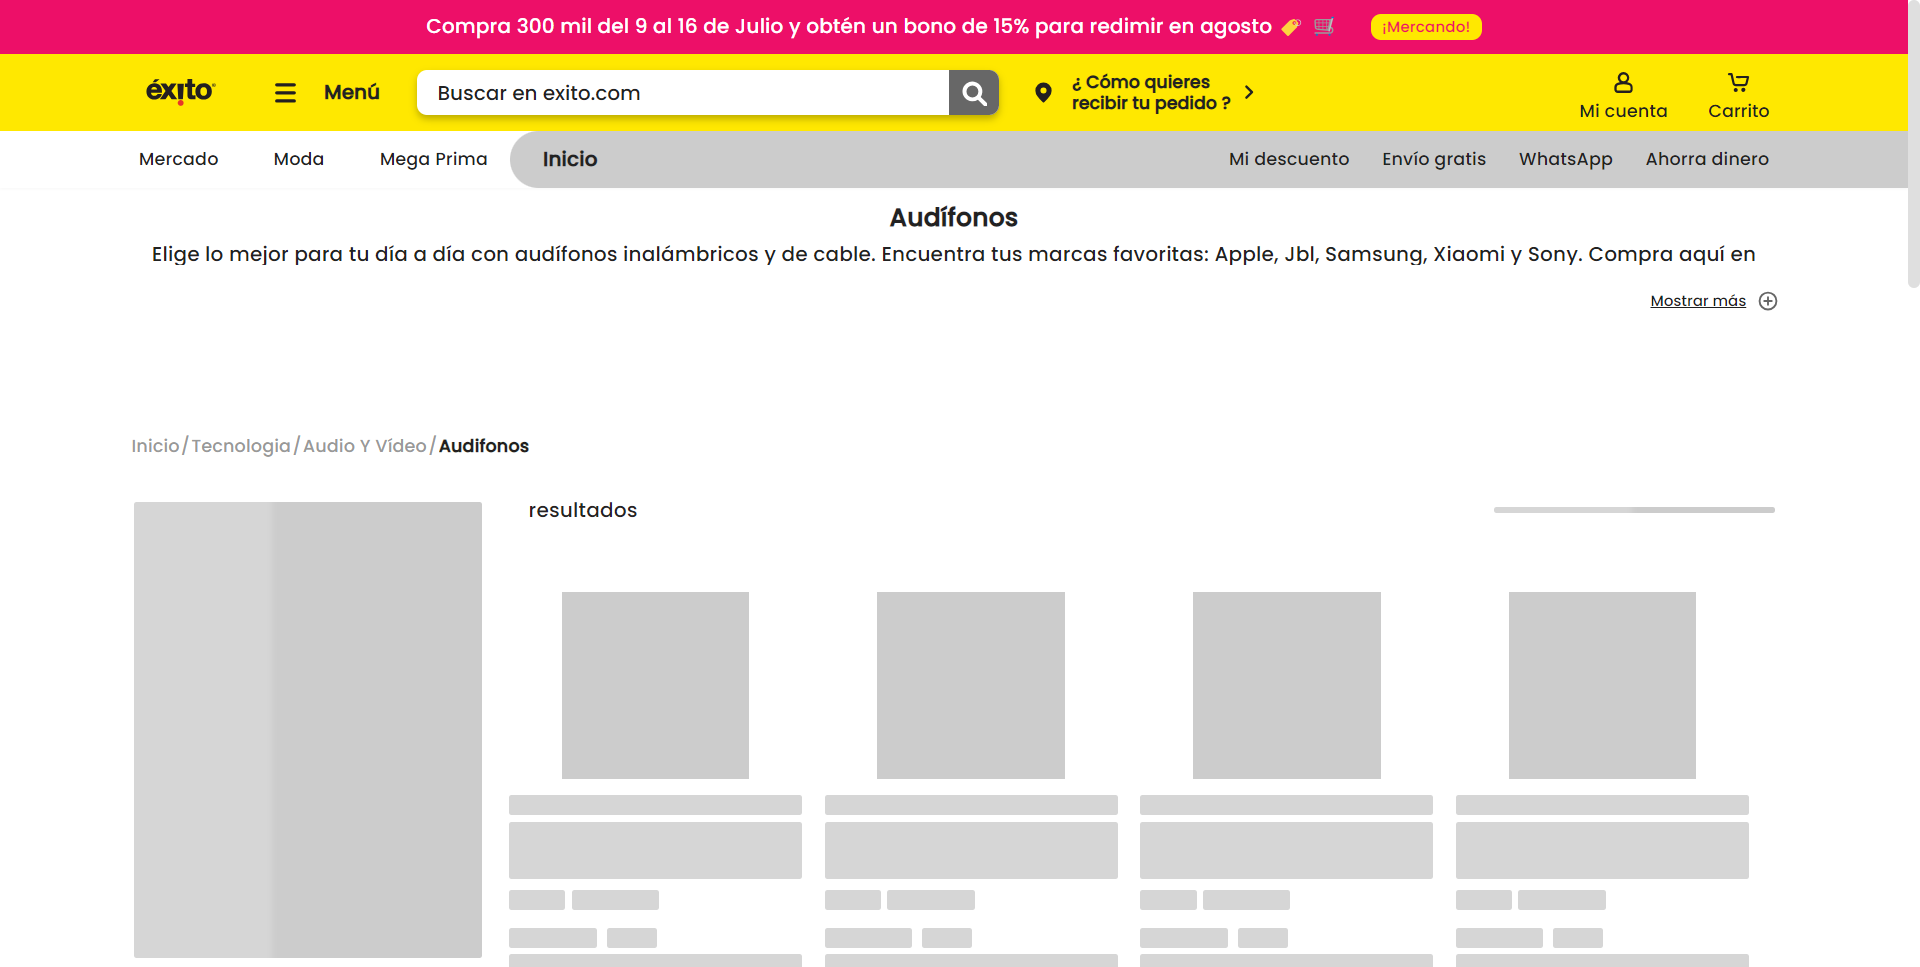 Compra 300 mil del 9 al 16 de Julio y obtén un bono de 15% para redimir en agosto
¡Mercando!
éxito
Menú
Buscar en exito.com
¿ Cómo quieres
recibir tu pedido ?
Mi cuenta
Carrito
Mercado
Moda
Mega Prima
Inicio
Mi descuento
Envío gratis
WhatsApp
Ahorra dinero
Audífonos
Elige lo mejor para tu día a día con audífonos inalámbricos y de cable. Encuentra tus marcas favoritas: Apple, Jbl, Samsung, Xiaomi y Sony. Compra aquí en
Mostrar más
Inicio/Tecnologia/Audio Y Vídeo/Audifonos
resultados